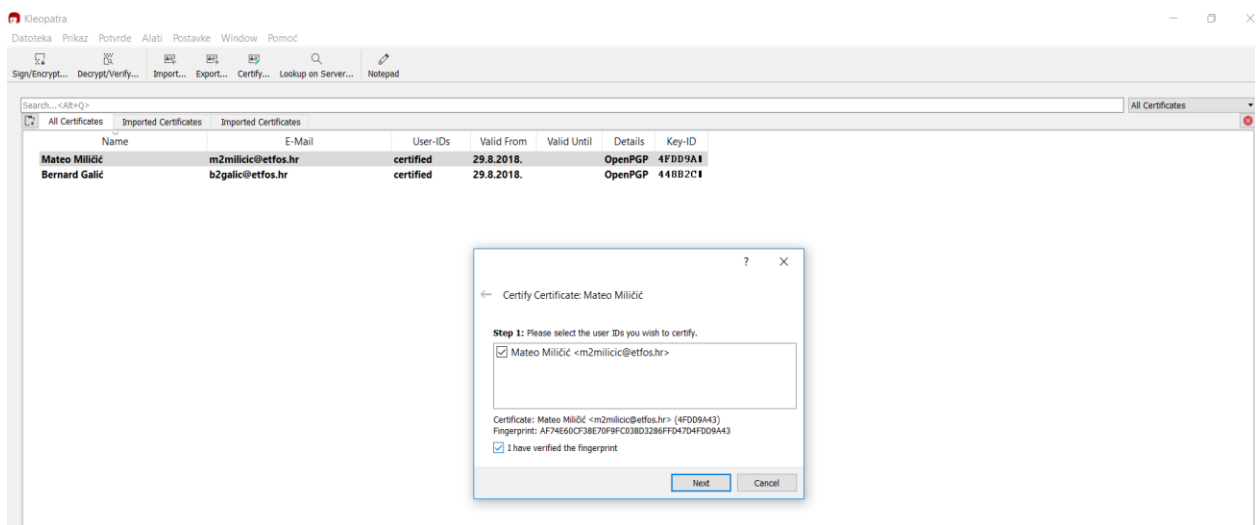 Kleopatra
Datoteka Prikaz Potvrde Alati Postavke Window Pomoć
Sign/Encrypt... Decrypt/Verify... Import... Export... Certify... Lookup on Server... Notepad
Search...<Alt+Q> All Certificates
All Certificates Imported Certificates Imported Certificates
Name E-Mail User-IDs Valid From Valid Until Details Key-ID
Mateo Miličić m2milicic@etfos.hr certified 29.8.2018. OpenPGP 4FDD9A
Bernard Galić b2galic@etfos.hr certified 29.8.2018. OpenPGP 448B2C
Certify Certificate: Mateo Miličić
Step 1: Please select the user IDs you wish to certify.
Mateo Miličić <m2milicic@etfos.hr>
Certificate: Mateo Miličić <m2milicic@etfos.hr> (4FDD9A43)
Fingerprint: AF74E60CF38E70F9FC03BD3286FFD47D4FDD9A43
I have verified the fingerprint
Next Cancel